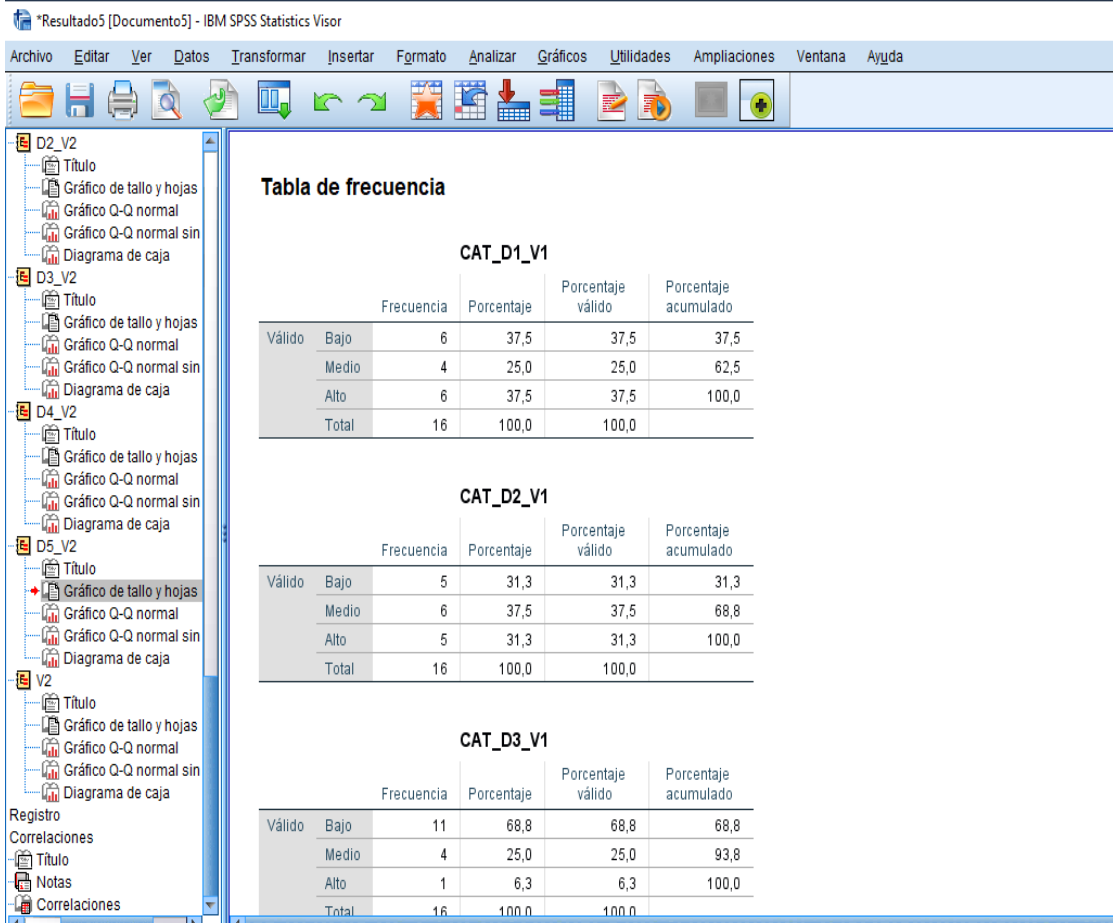 *Resultado5 [Documento5] - IBM SPSS Statistics Visor
Archivo Editar Ver Datos Transformar Insertar Formato Analizar Gráficos Utilidades Ampliaciones Ventana Ayuda
D2_V2
Título
Gráfico de tallo y hojas
Gráfico Q-Q normal
Gráfico Q-Q normal sin
Diagrama de caja
D3_V2
Título
Gráfico de tallo y hojas
Gráfico Q-Q normal
Gráfico Q-Q normal sin
Diagrama de caja
D4_V2
Título
Gráfico de tallo y hojas
Gráfico Q-Q normal
Gráfico Q-Q normal sin
Diagrama de caja
D5_V2
Título
Gráfico de tallo y hojas
Gráfico Q-Q normal
Gráfico Q-Q normal sin
Diagrama de caja
V2
Título
Gráfico de tallo y hojas
Gráfico Q-Q normal
Gráfico Q-Q normal sin
Diagrama de caja
Registro
Correlaciones
Título
Notas
Correlaciones
Tabla de frecuencia
CAT_D1_V1
Frecuencia Porcentaje Porcentaje válido Porcentaje acumulado
Válido Bajo 6 37,5 37,5 37,5
Medio 4 25,0 25,0 62,5
Alto 6 37,5 37,5 100,0
Total 16 100,0 100,0
CAT_D2_V1
Frecuencia Porcentaje Porcentaje válido Porcentaje acumulado
Válido Bajo 5 31,3 31,3 31,3
Medio 6 37,5 37,5 68,8
Alto 5 31,3 31,3 100,0
Total 16 100,0 100,0
CAT_D3_V1
Frecuencia Porcentaje Porcentaje válido Porcentaje acumulado
Válido Bajo 11 68,8 68,8 68,8
Medio 4 25,0 25,0 93,8
Alto 1 6,3 6,3 100,0
Total 16 100,0 100,0